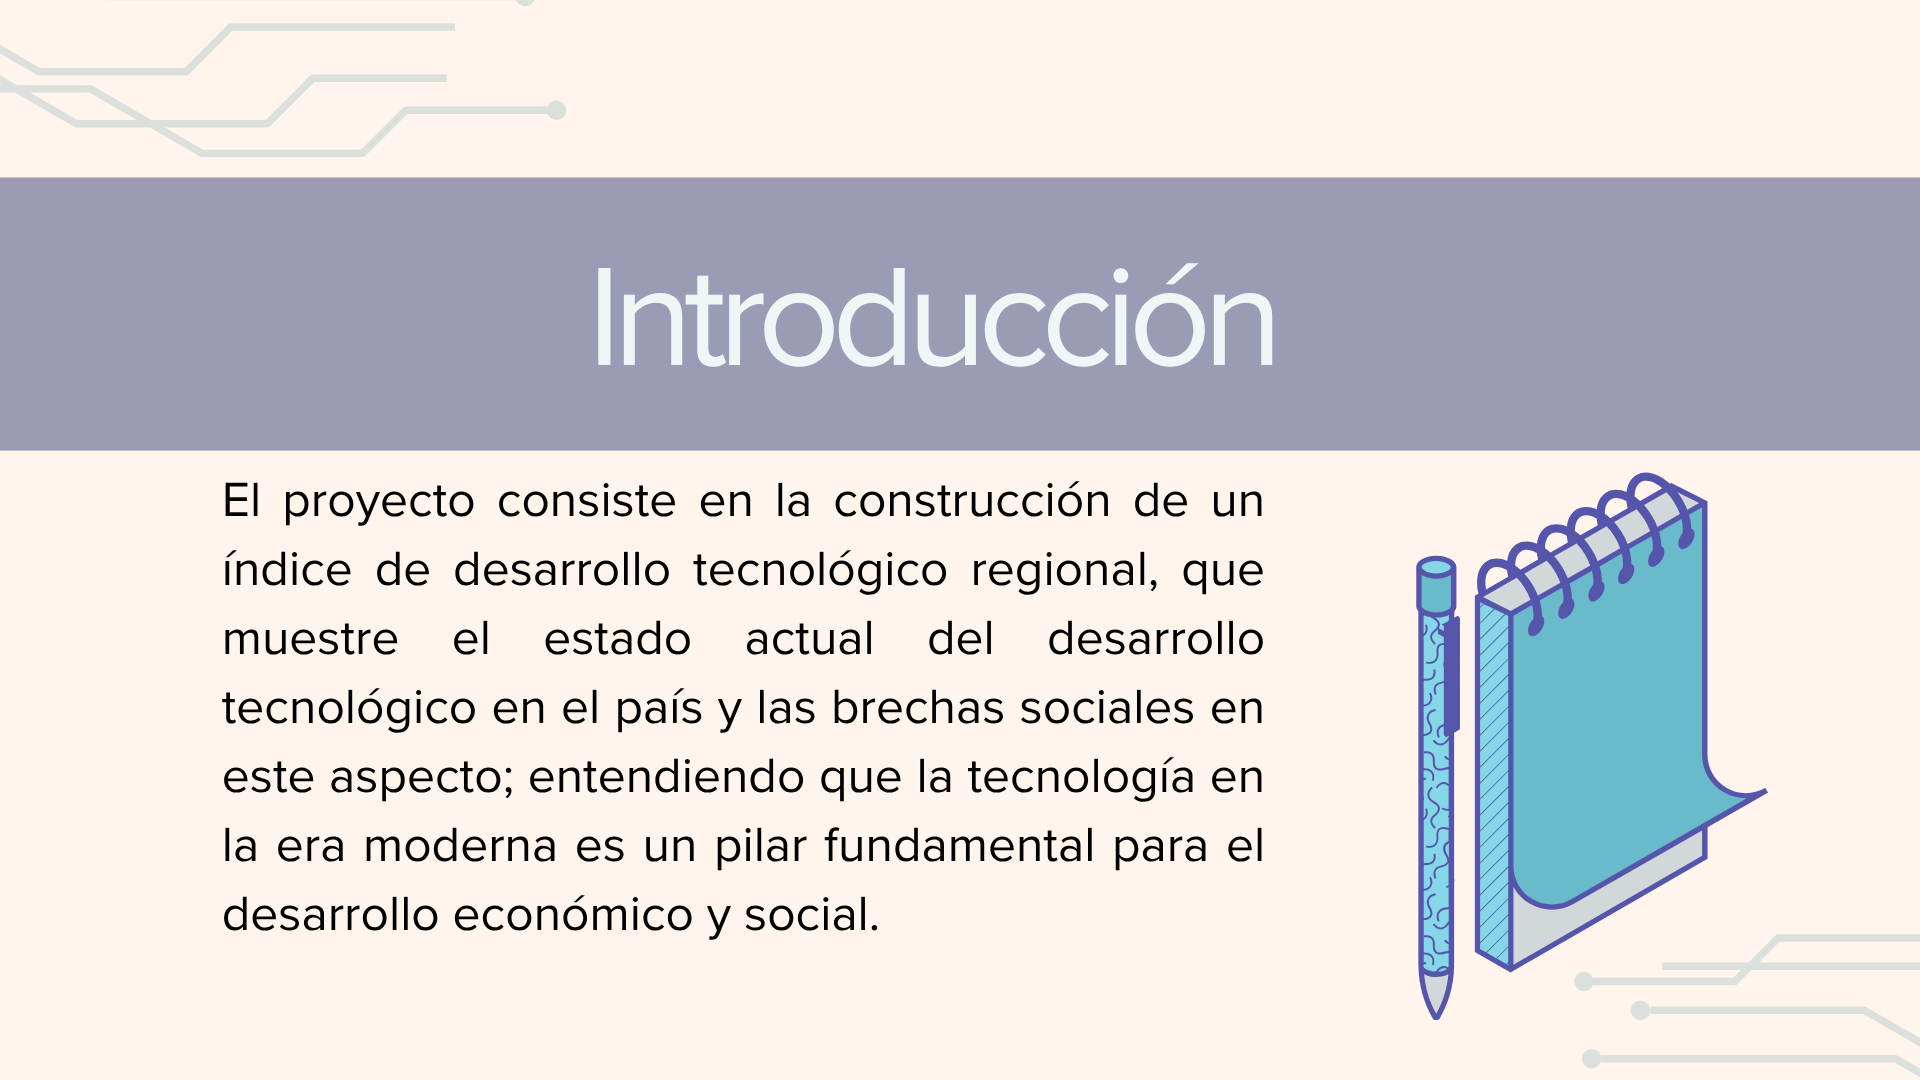 Introducción
El proyecto consiste en la construcción de un
índice de desarrollo tecnológico regional, que
muestre el estado actual del desarrollo
tecnológico en el país y las brechas sociales en
este aspecto; entendiendo que la tecnología en
la era moderna es un pilar fundamental para el
desarrollo económico y social.